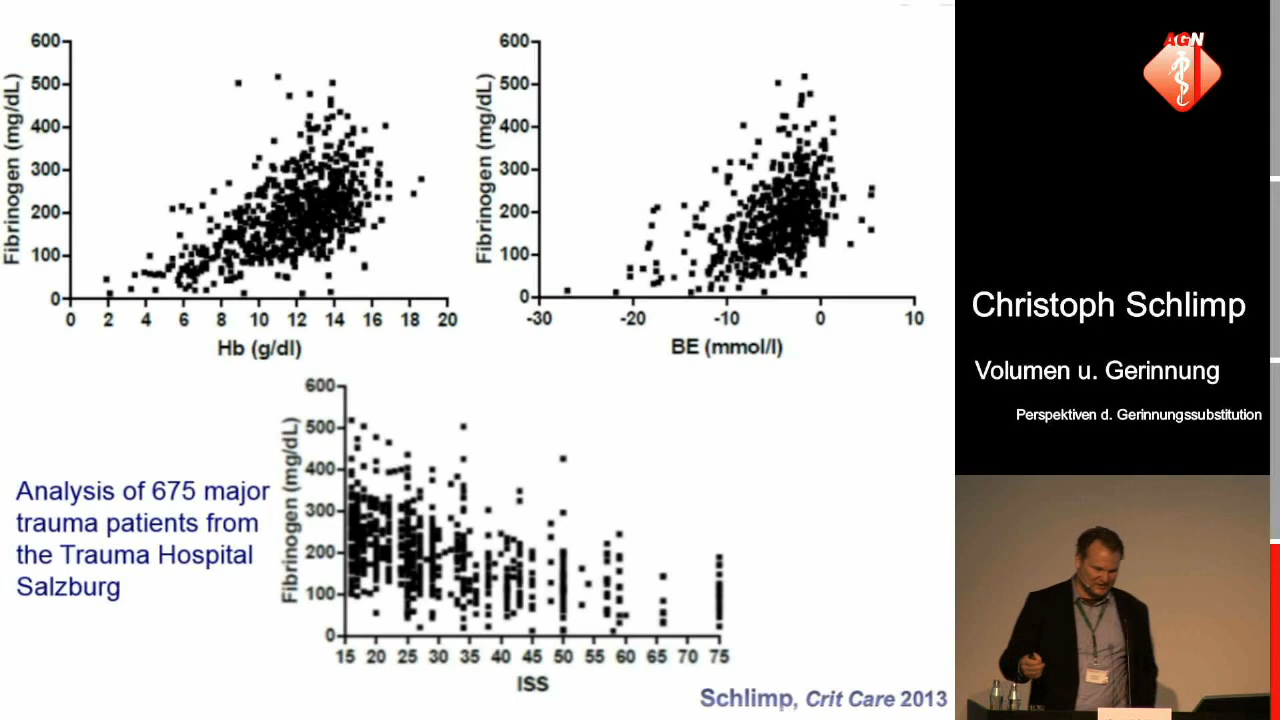 600
500
400
300
200
100
0
Fibrinogen (mg/dL)
0 2 4 6 8 10 12 14 16 18 20
Hb (g/dl)
600
500
400
300
200
100
0
Fibrinogen (mg/dL)
-30 -20 -10 0 10
BE (mmol/l)
600
500
400
300
200
100
0
Fibrinogen (mg/dL)
15 20 25 30 35 40 45 50 55 60 65 70 75
ISS
Analysis of 675 major
trauma patients from
the Trauma Hospital
Salzburg
Schlimp, Crit Care 2013
AGN
Christoph Schlimp
Volumen u. Gerinnung
Perspektiven d. Gerinnungssubstitution